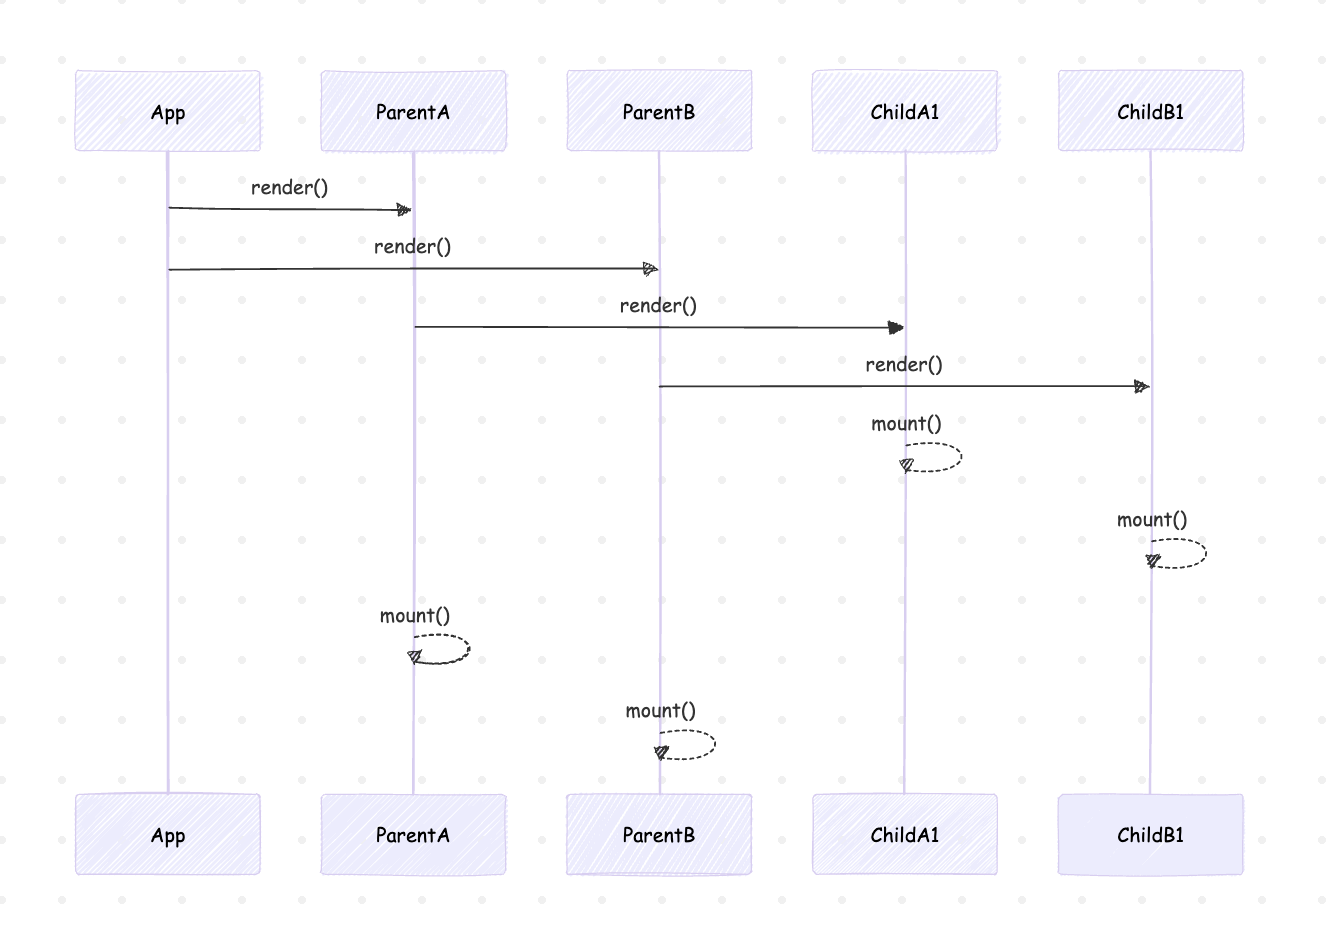 App
ParentA
ParentB
ChildA1
ChildB1
render()
render()
render()
render()
mount()
mount()
mount()
mount()
App
ParentA
ParentB
ChildA1
ChildB1